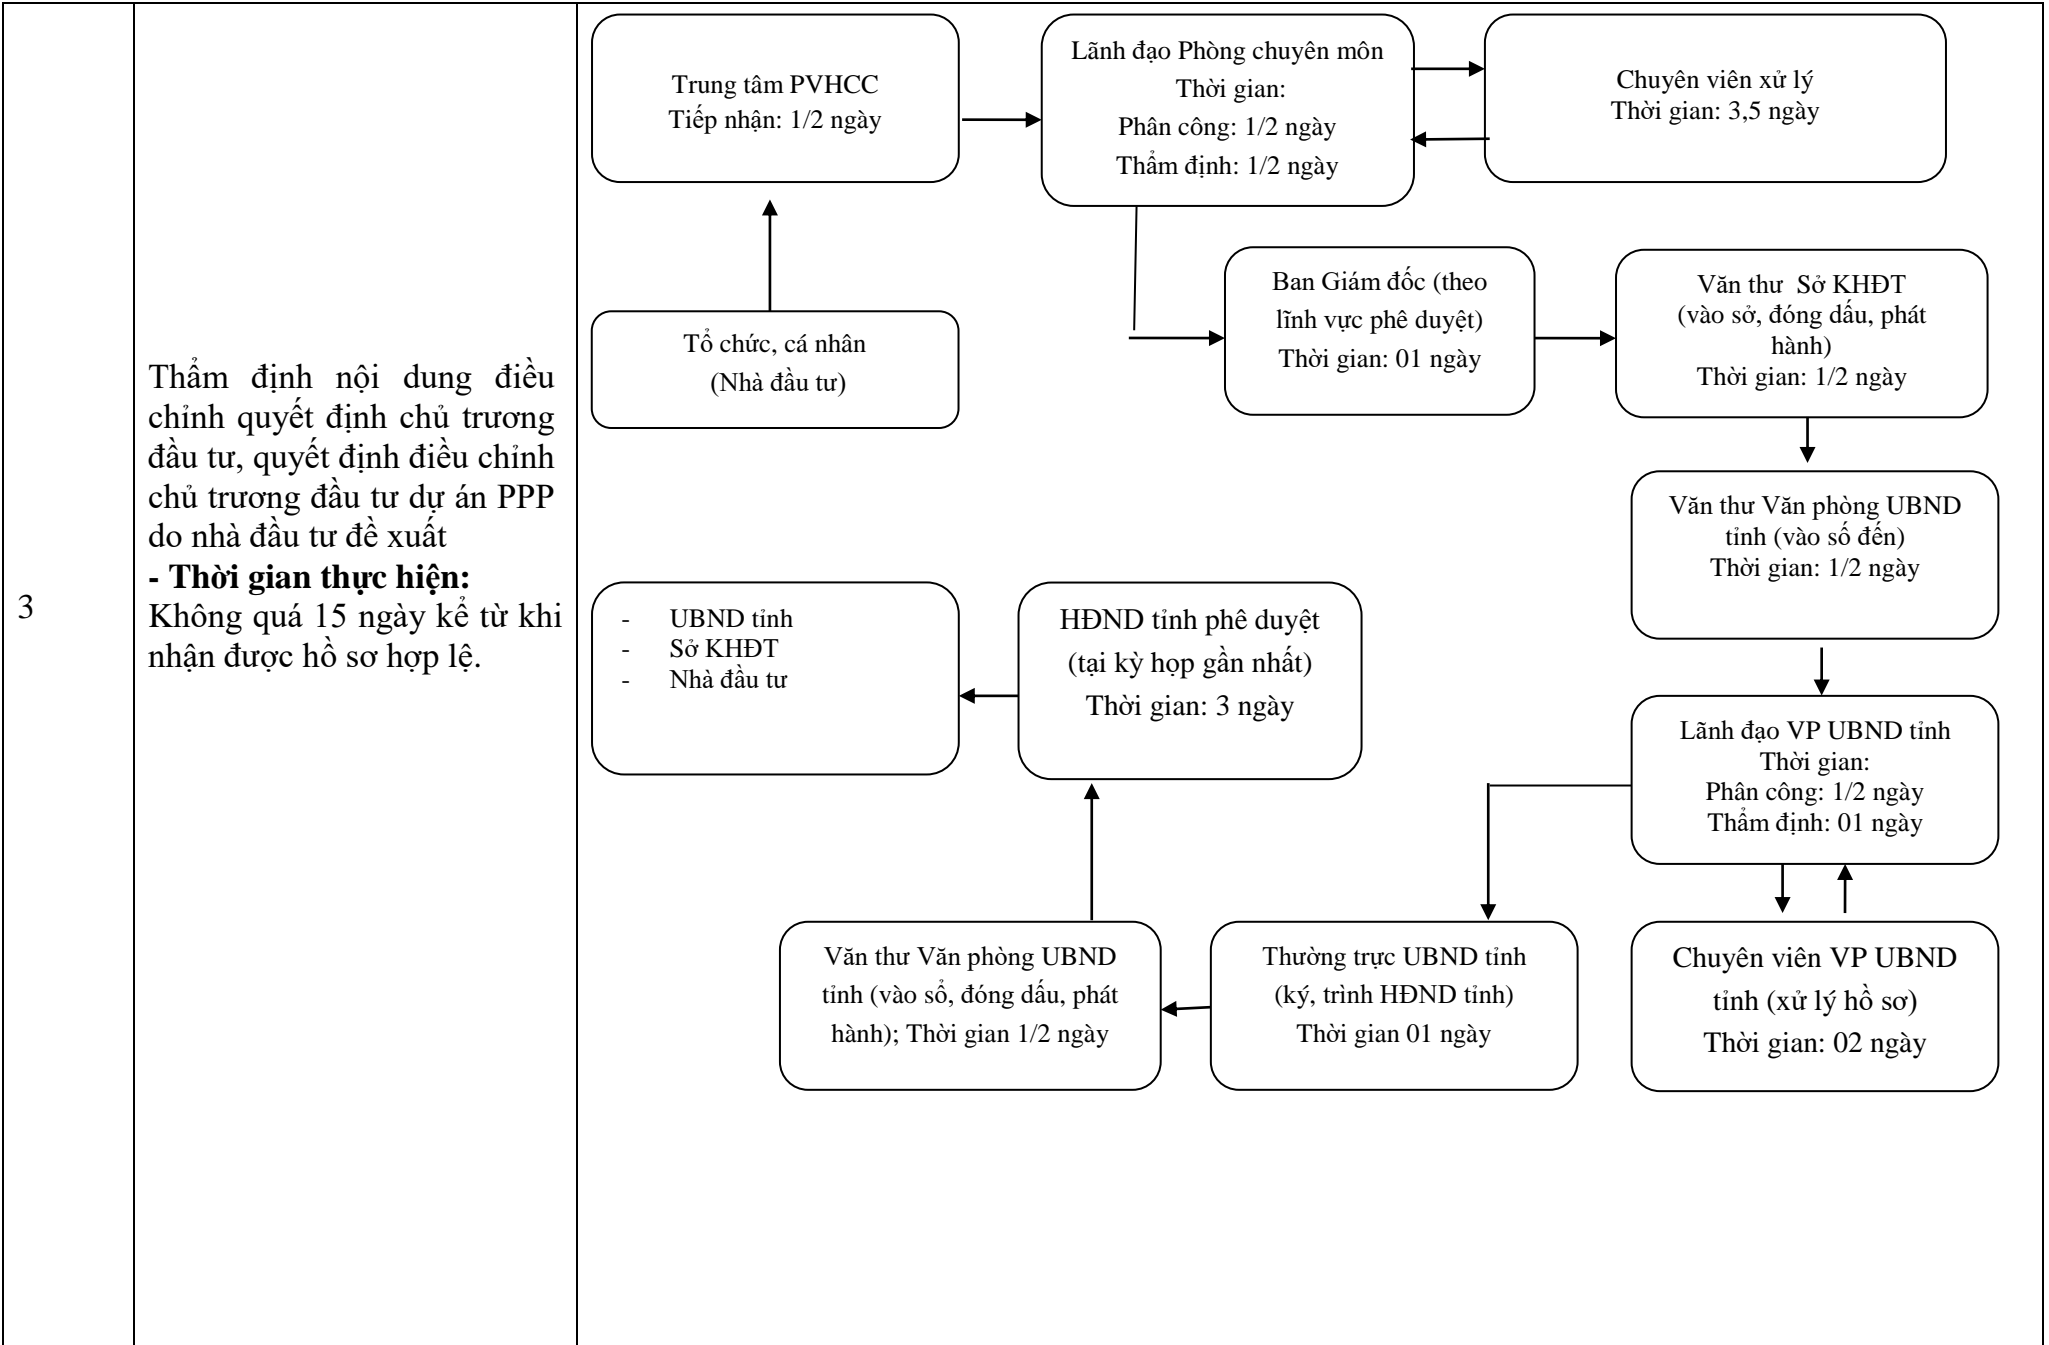 3
Thẩm định nội dung điều
chỉnh quyết định chủ trương
đầu tư, quyết định điều chỉnh
chủ trương đầu tư dự án PPP
do nhà đầu tư đề xuất
- Thời gian thực hiện:
Không quá 15 ngày kể từ khi
nhận được hồ sơ hợp lệ.
Trung tâm PVHCC
Tiếp nhận: 1/2 ngày
Lãnh đạo Phòng chuyên môn
Thời gian:
Phân công: 1/2 ngày
Thẩm định: 1/2 ngày
Chuyên viên xử lý
Thời gian: 3,5 ngày
Tổ chức, cá nhân
(Nhà đầu tư)
Ban Giám đốc (theo
lĩnh vực phê duyệt)
Thời gian: 01 ngày
Văn thư Sở KHĐT
(vào sở, đóng dấu, phát
hành)
Thời gian: 1/2 ngày
Văn thư Văn phòng UBND
tỉnh (vào số đến)
Thời gian: 1/2 ngày
- UBND tỉnh
- Sở KHĐT
- Nhà đầu tư
HĐND tỉnh phê duyệt
(tại kỳ họp gần nhất)
Thời gian: 3 ngày
Lãnh đạo VP UBND tỉnh
Thời gian:
Phân công: 1/2 ngày
Thẩm định: 01 ngày
Văn thư Văn phòng UBND
tỉnh (vào sổ, đóng dấu, phát
hành); Thời gian 1/2 ngày
Thường trực UBND tỉnh
(ký, trình HĐND tỉnh)
Thời gian 01 ngày
Chuyên viên VP UBND
tỉnh (xử lý hồ sơ)
Thời gian: 02 ngày